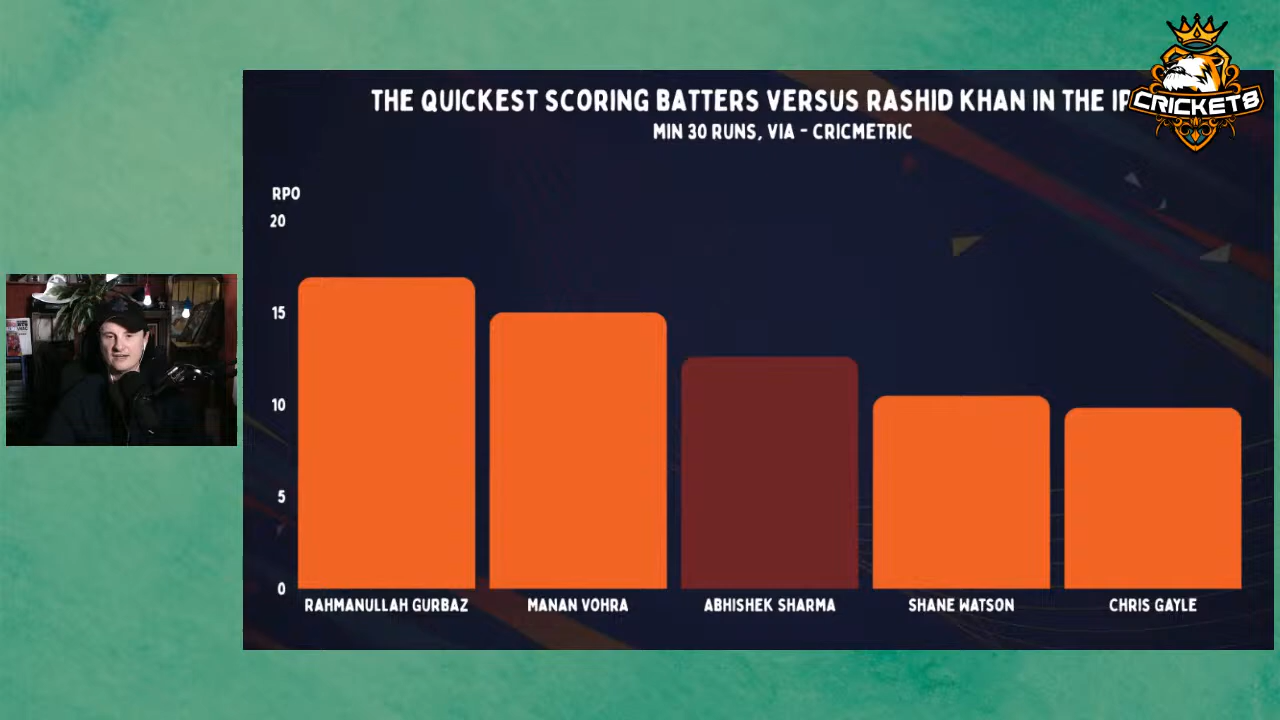 THE QUICKEST SCORING BATTERS VERSUS RASHID KHAN IN THE
CRICKET8
MIN 30 RUNS, VIA - CRICMETRIC
RPO
20
15
10
5
0
RAHMANULLAH GURBAZ
MANAN VOHRA
ABHISHEK SHARMA
SHANE WATSON
CHRIS GAYLE